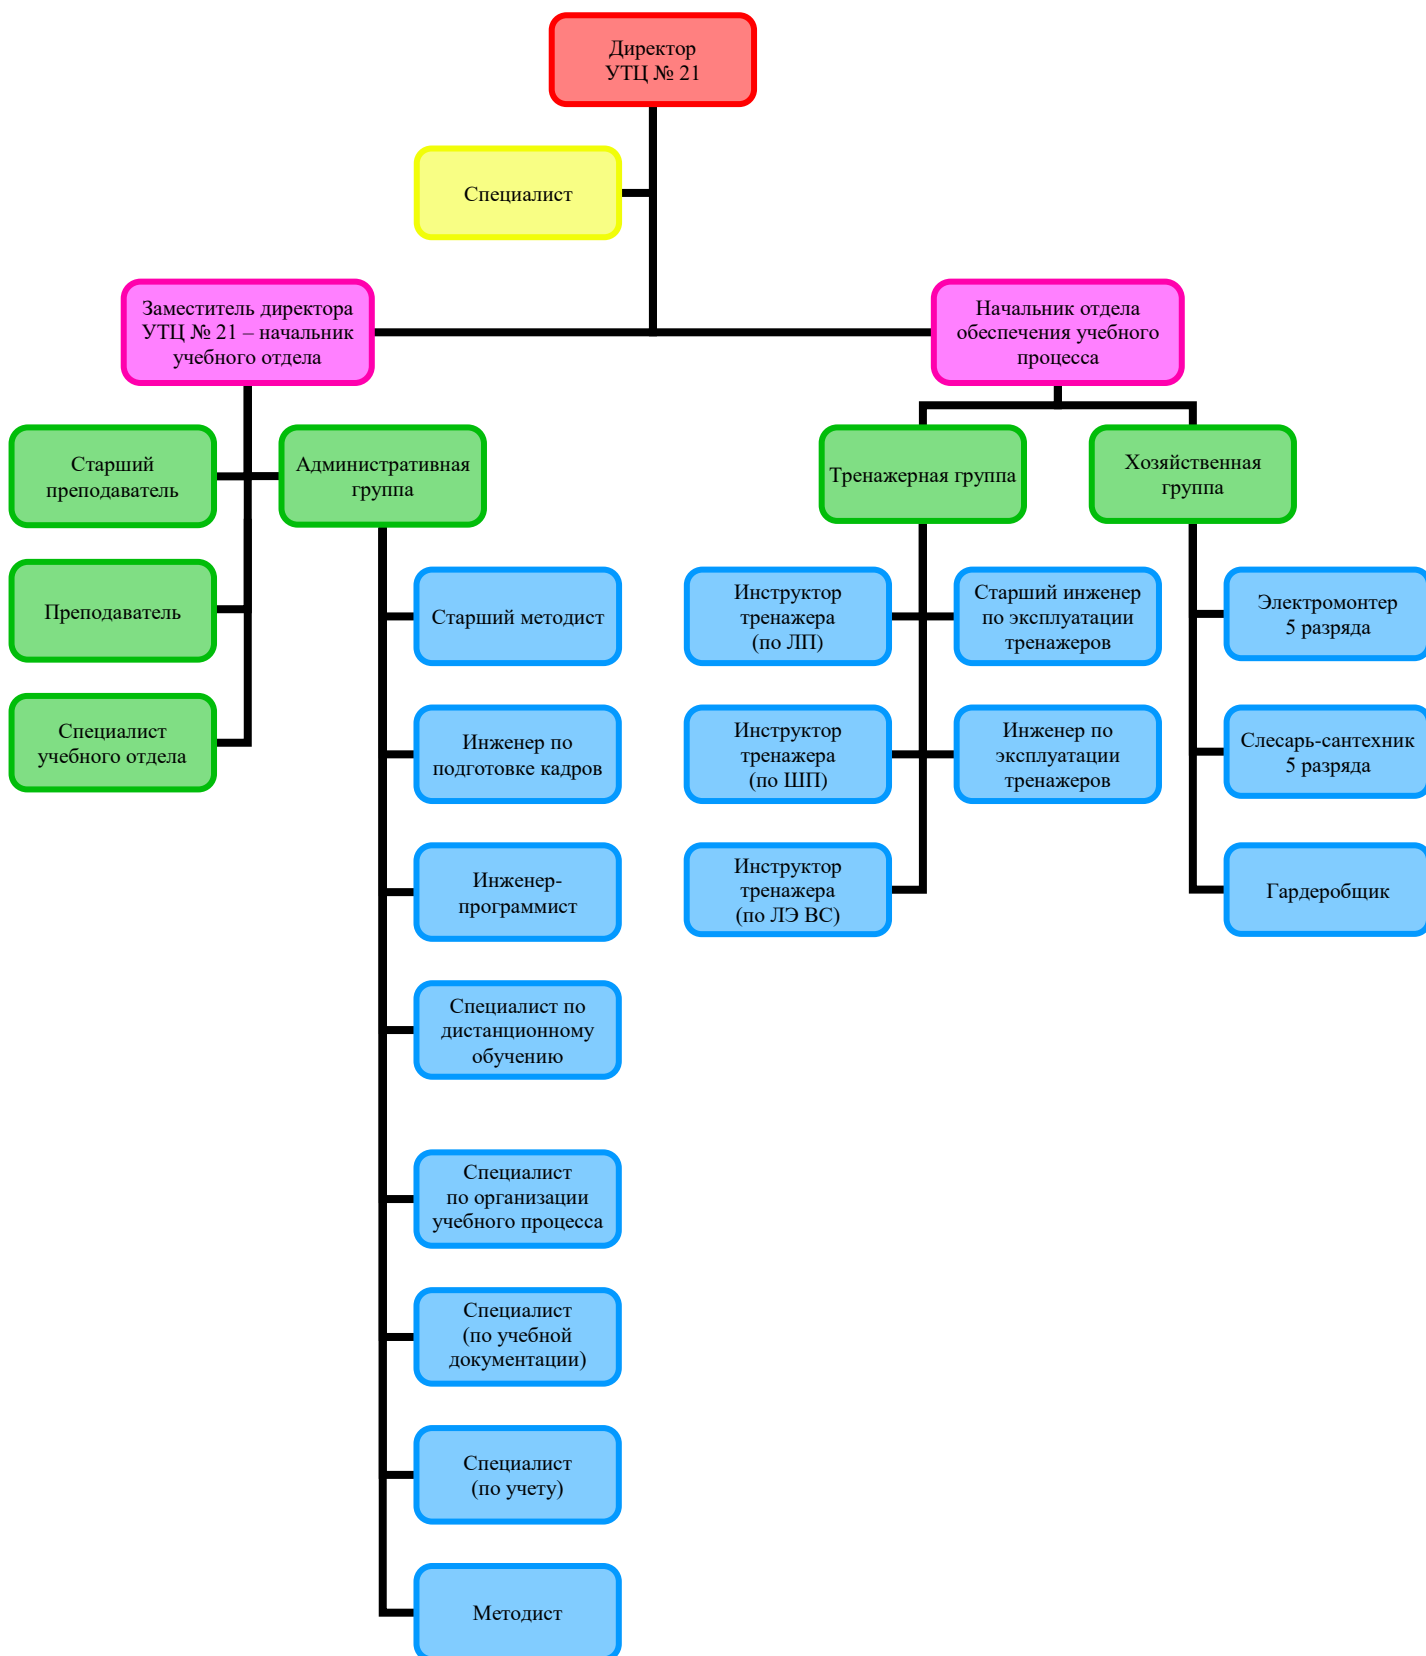 Директор
УТЦ № 21
Специалист
Заместитель директора
УТЦ № 21 – начальник
учебного отдела
Начальник отдела
обеспечения учебного
процесса
Старший
преподаватель
Административная
группа
Тренажерная группа
Хозяйственная
группа
Преподаватель
Специалист
учебного отдела
Старший методист
Инженер по
подготовке кадров
Инженер-
программист
Специалист по
дистанционному
обучению
Специалист
по организации
учебного процесса
Специалист
(по учебной
документации)
Специалист
(по учету)
Методист
Инструктор
тренажера
(по ЛП)
Старший инженер
по эксплуатации
тренажеров
Инструктор
тренажера
(по ШП)
Инженер по
эксплуатации
тренажеров
Инструктор
тренажера
(по ЛЭ ВС)
Электромонтер
5 разряда
Слесарь-сантехник
5 разряда
Гардеробщик